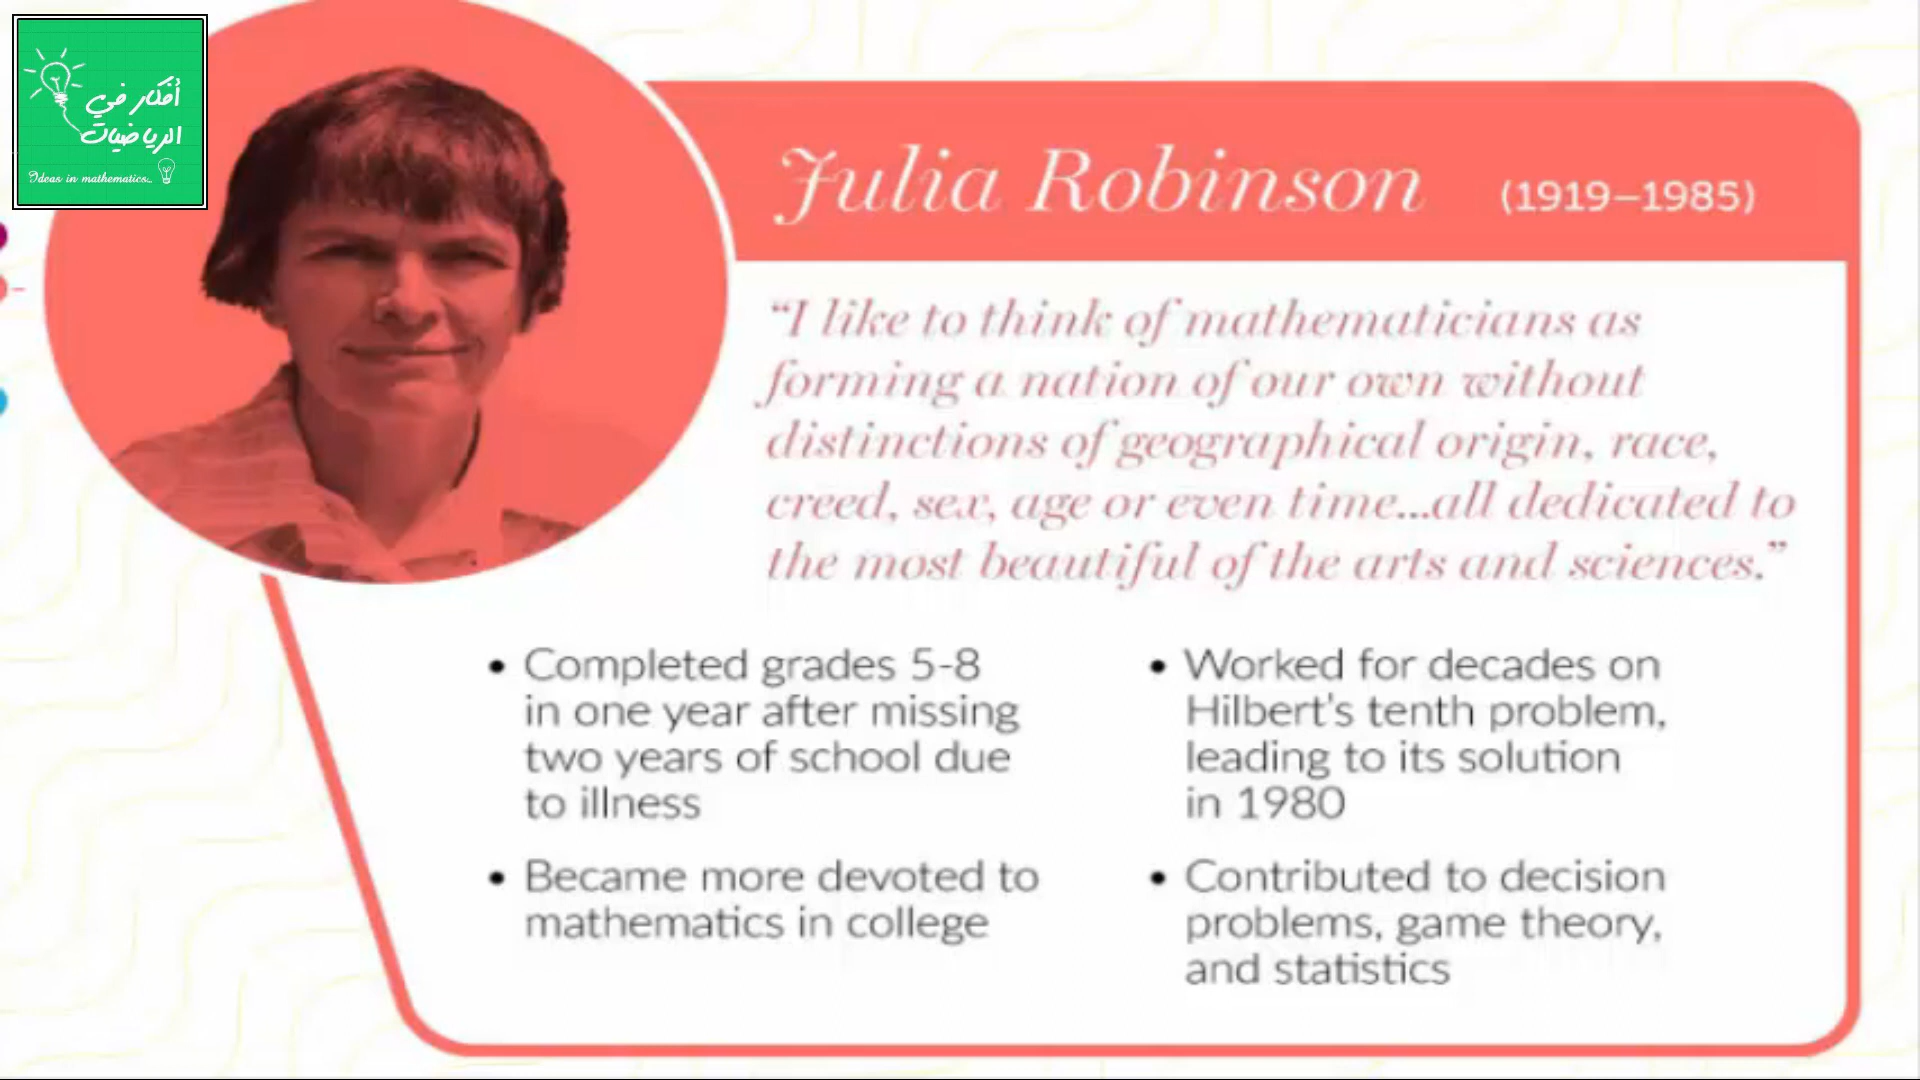 أفكار في
الرياضيات
Ideas in mathematics..
Julia Robinson (1919–1985)
“I like to think of mathematicians as
forming a nation of our own without
distinctions of geographical origin, race,
creed, sex, age or even time...all dedicated to
the most beautiful of the arts and sciences.”
• Completed grades 5-8
in one year after missing
two years of school due
to illness
• Became more devoted to
mathematics in college
• Worked for decades on
Hilbert's tenth problem,
leading to its solution
in 1980
• Contributed to decision
problems, game theory,
and statistics